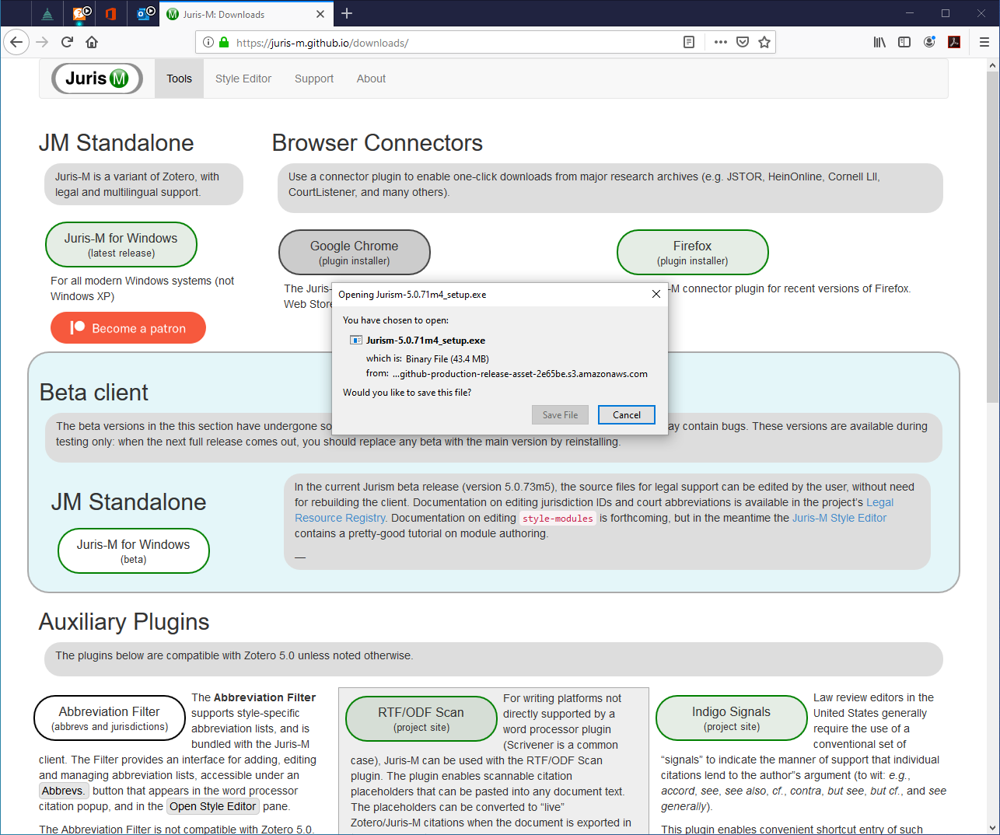 Juris-M: Downloads
https://juris-m.github.io/downloads/
Juris M
Tools
Style Editor
Support
About
JM Standalone
Juris-M is a variant of Zotero, with
legal and multilingual support.
Juris-M for Windows
(latest release)
For all modern Windows systems (not
Windows XP)
Become a patron
Browser Connectors
Use a connector plugin to enable one-click downloads from major research archives (e.g. JSTOR, HeinOnline, Cornell LII,
CourtListener, and many others).
Google Chrome
(plugin installer)
The Juris-
Web Store
Firefox
(plugin installer)
-M connector plugin for recent versions of Firefox.
Opening Jurism-5.0.71m4_setup.exe
You have chosen to open:
Jurism-5.0.71m4_setup.exe
which is: Binary File (43.4 MB)
from: ...github-production-release-asset-2e65be.s3.amazonaws.com
Would you like to save this file?
Save File
Cancel
Beta client
The beta versions in the this section have undergone so
ay contain bugs. These versions are available during
testing only: when the next full release comes out, you should replace any beta with the main version by reinstalling.
JM Standalone
Juris-M for Windows
(beta)
In the current Jurism beta release (version 5.0.73m5), the source files for legal support can be edited by the user, without need
for rebuilding the client. Documentation on editing jurisdiction IDs and court abbreviations is available in the project's Legal
Resource Registry. Documentation on editing style-modules is forthcoming, but in the meantime the Juris-M Style Editor
contains a pretty-good tutorial on module authoring.
—
Auxiliary Plugins
The plugins below are compatible with Zotero 5.0 unless noted otherwise.
Abbreviation Filter
(abbrevs and jurisdictions)
The Abbreviation Filter
supports style-specific
abbreviation lists, and is
bundled with the Juris-M
client. The Filter provides an interface for adding, editing
and managing abbreviation lists, accessible under an
Abbrevs. button that appears in the word processor
citation popup, and in the Open Style Editor pane.
The Abbreviation Filter is not compatible with Zotero 5.0.
RTF/ODF Scan
(project site)
For writing platforms not
directly supported by a
word processor plugin
(Scrivener is a common
case), Juris-M can be used with the RTF/ODF Scan
plugin. The plugin enables scannable citation
placeholders that can be pasted into any document text.
The placeholders can be converted to “live”
Zotero/Juris-M citations when the document is exported in
Indigo Signals
(project site)
Law review editors in the
United States generally
require the use of a
conventional set of
“signals” to indicate the manner of support that individual
citations lend to the author”s argument (to wit: e.g.,
accord, see, see also, cf., contra, but see, but cf., and see
generally).
This plugin enables convenient shortcut entry of such